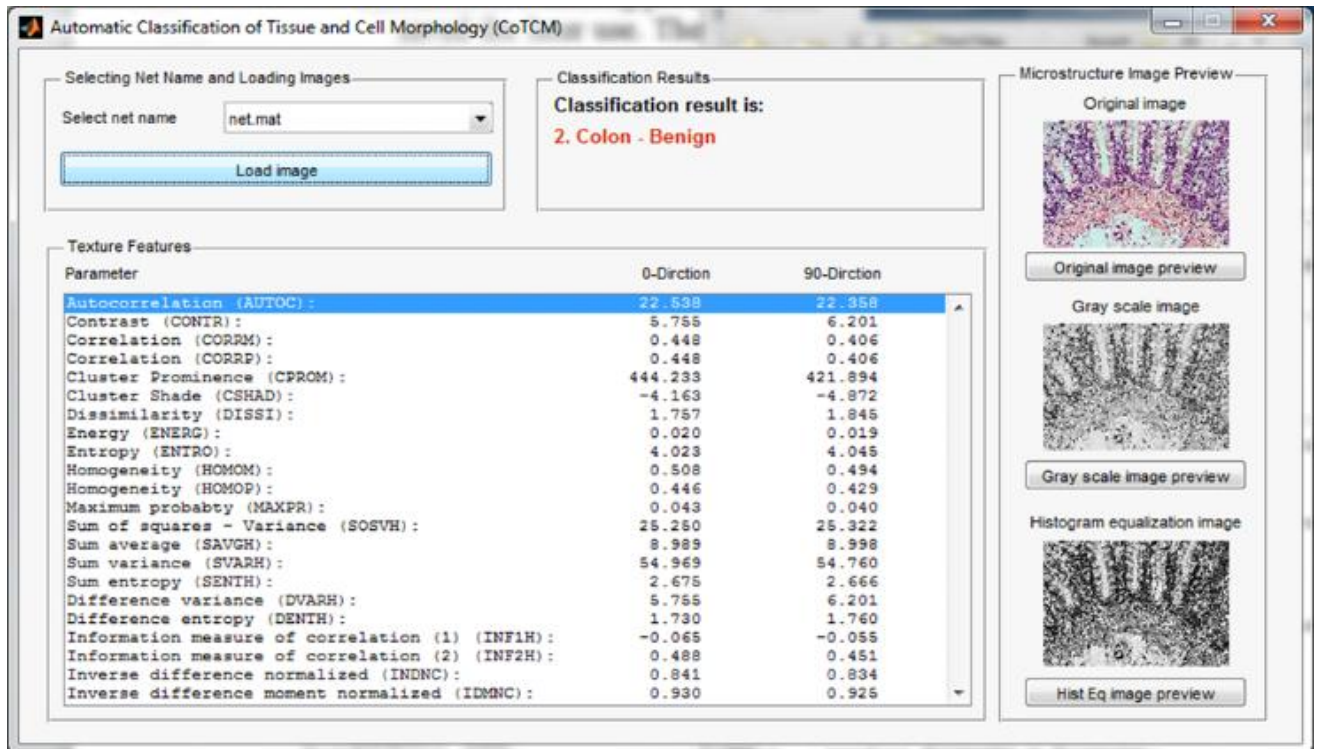 Automatic Classification of Tissue and Cell Morphology (CoTCM)
Selecting Net Name and Loading Images
Select net name net.mat
Load image
Classification Results
Classification result is:
2. Colon - Benign
Texture Features
Parameter 0-Dirction 90-Dirction
Autocorrelation (AUTOC): 22.538 22.358
Contrast (CONTR): 5.755 6.201
Correlation (CORRM): 0.448 0.406
Correlation (CORRP): 0.448 0.406
Cluster Prominence (CPROM): 444.233 421.894
Cluster Shade (CSHAD): -4.163 -4.872
Dissimilarity (DISSI): 1.757 1.845
Energy (ENERG): 0.020 0.019
Entropy (ENTRO): 4.023 4.045
Homogeneity (HOMOM): 0.508 0.494
Homogeneity (HOMOP): 0.446 0.429
Maximum probabty (MAXPR): 0.043 0.040
Sum of squares - Variance (SOSVH): 25.250 25.322
Sum average (SAVGH): 8.989 8.998
Sum variance (SVARH): 54.969 54.760
Sum entropy (SENTH): 2.675 2.666
Difference variance (DVARH): 5.755 6.201
Difference entropy (DENTH): 1.730 1.760
Information measure of correlation (1) (INF1H): -0.065 -0.055
Information measure of correlation (2) (INF2H): 0.488 0.451
Inverse difference normalized (INDNC): 0.841 0.834
Inverse difference moment normalized (IDMNC): 0.930 0.925
Microstructure Image Preview
Original image
Original image preview
Gray scale image
Gray scale image preview
Histogram equalization image
Hist Eq image preview